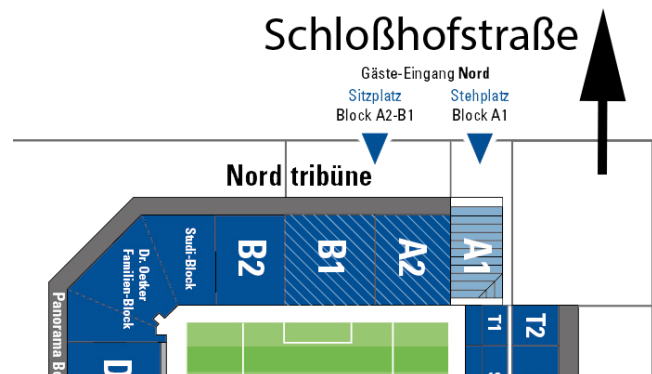 Schloßhofstraße
Gäste-Eingang Nord
Sitzplatz
Block A2-B1
Stehplatz
Block A1
Nordtribüne
Studi-Block
B2
B1
A2
A1
Dr. Oetker
Familien-Block
Panorama
T1
T2
D
S